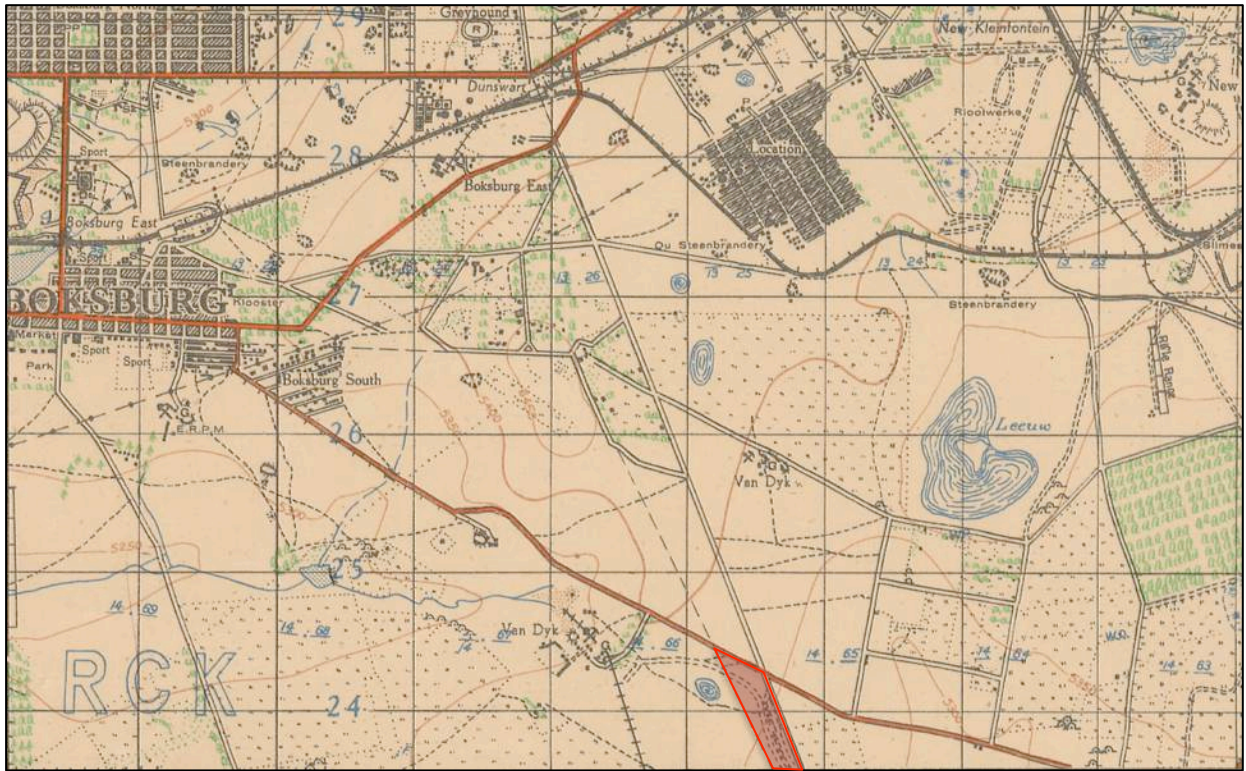 29
Greyhound
R
New Kleinfontein
Dunswart
New
5300
Rioolwerke
Sport
28
Steenbrandery
Location
Boksburg East
Boksburg East
Sport
Ou Steenbrandery
13 26
13 25
13 24
13 23
27
BOKSBURG
Klooster
Steenbrandery
Market
Sport
Sport
Park
Boksburg South
Rifle Range
5400
5350
26
E.R.P.M.
Leeuw
Van Dyk
5250
25
14 69
14 68
14 67
Van Dyk
14 66
14 65
14 64
14 63
RCK
24